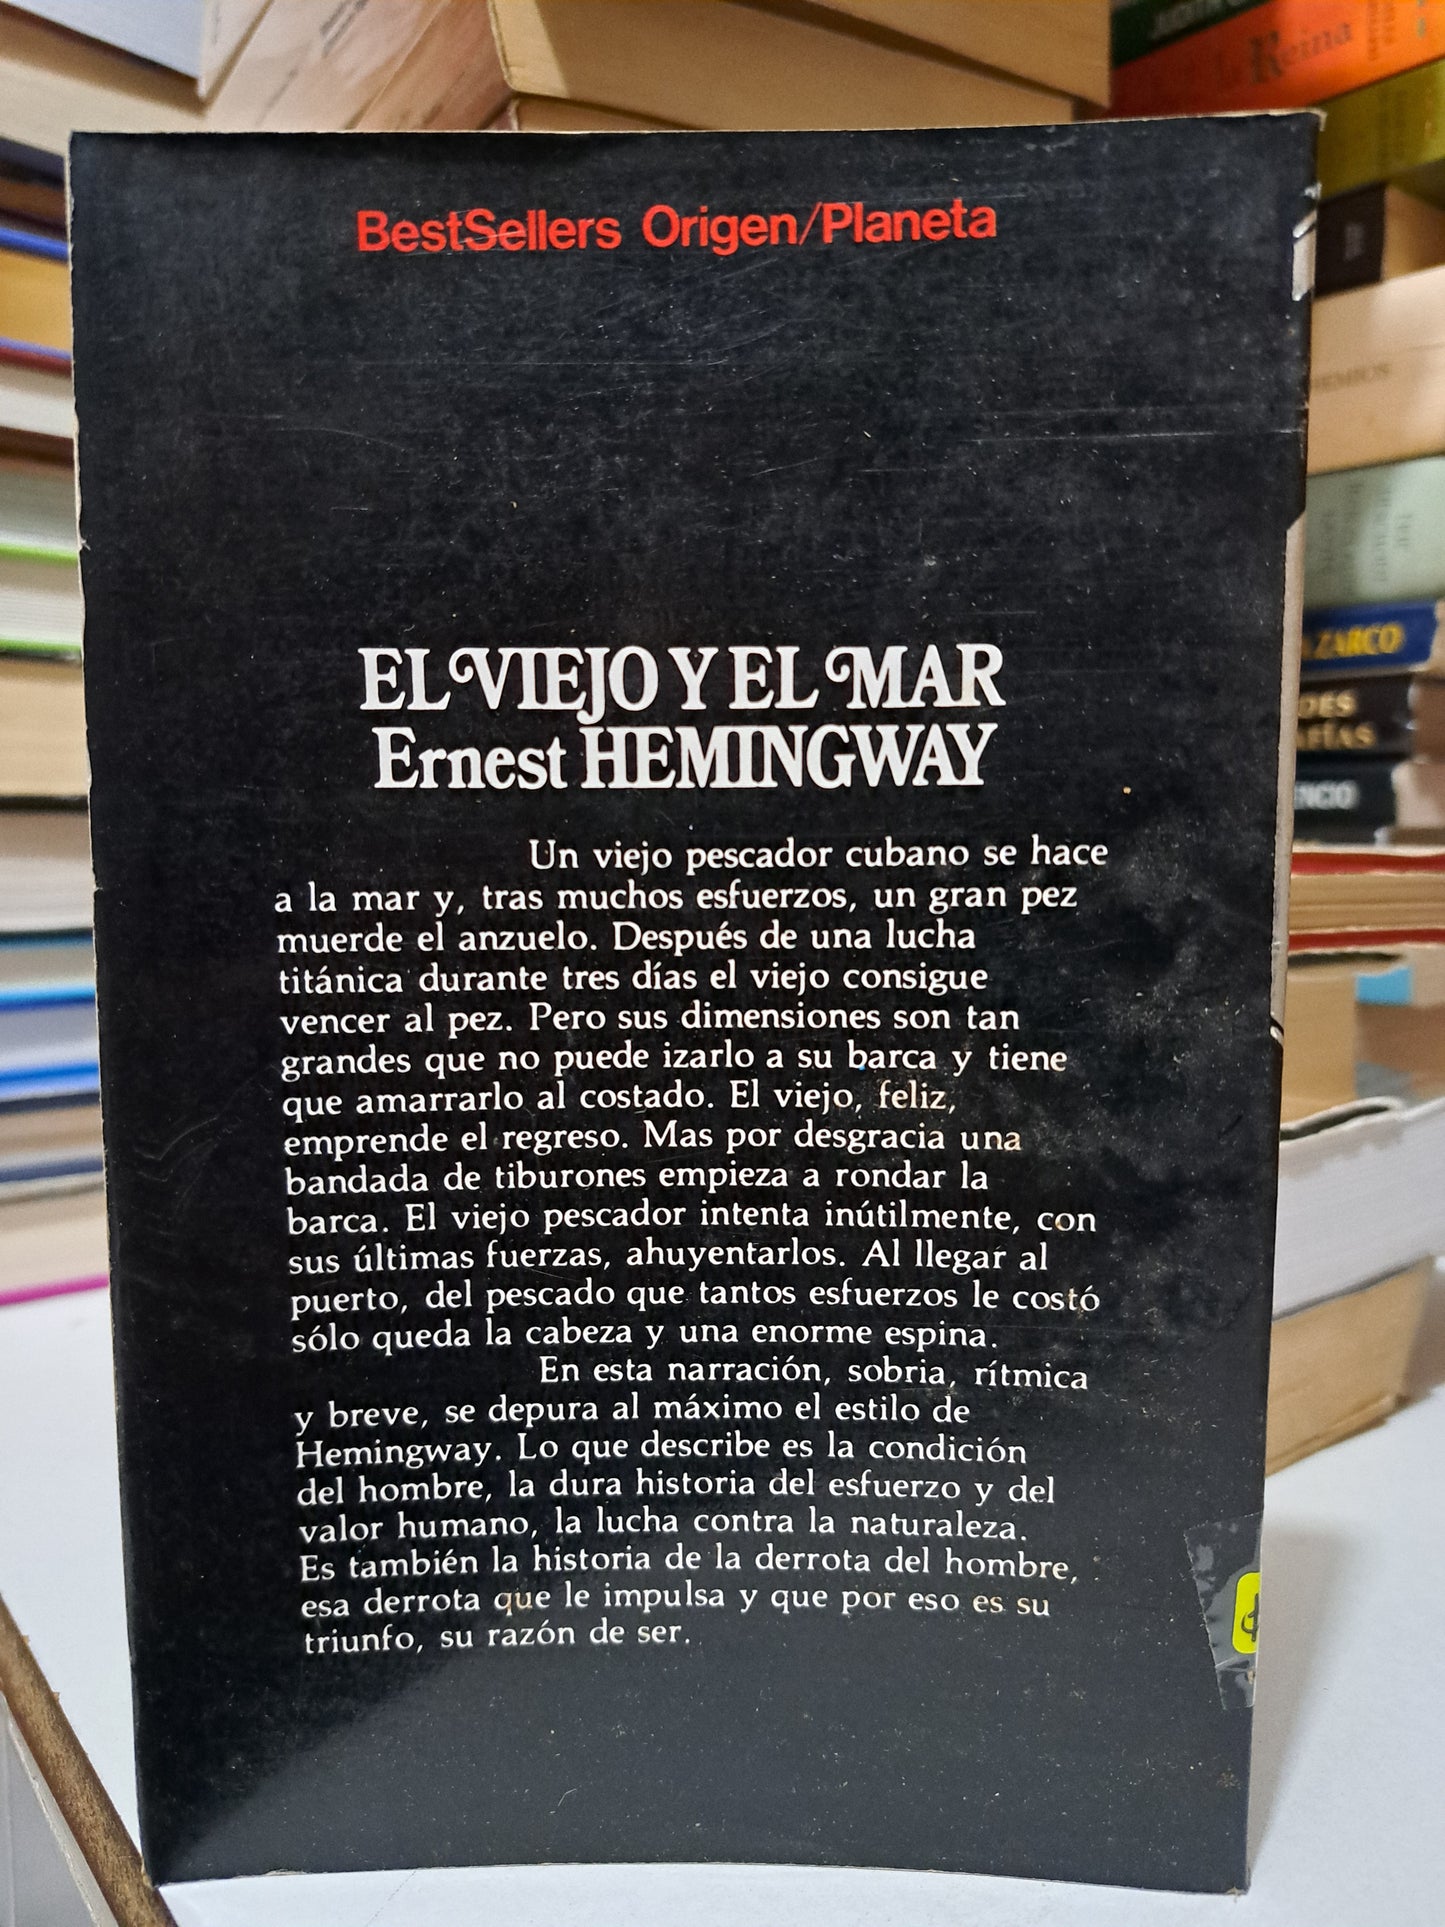 BestSellers Origen/Planeta
EL VIEJO Y EL MAR
Ernest HEMINGWAY
Un viejo pescador cubano se hace
a la mar y, tras muchos esfuerzos, un gran pez
muerde el anzuelo. Después de una lucha
titánica durante tres días el viejo consigue
vencer al pez. Pero sus dimensiones son tan
grandes que no puede izarlo a su barca y tiene
que amarrarlo al costado. El viejo, feliz,
emprende el regreso. Mas por desgracia una
bandada de tiburones empieza a rondar la
barca. El viejo pescador intenta inútilmente, con
sus últimas fuerzas, ahuyentarlos. Al llegar al
puerto, del pescado que tantos esfuerzos le costó
sólo queda la cabeza y una enorme espina.
En esta narración, sobria, rítmica
y breve, se depura al máximo el estilo de
Hemingway. Lo que describe es la condición
del hombre, la dura historia del esfuerzo y del
valor humano, la lucha contra la naturaleza.
Es también la historia de la derrota del hombre,
esa derrota que le impulsa y que por eso es su
triunfo, su razón de ser.
JUDITH
la Reina
AZARCO
DES
AFÍAS
ENCIO